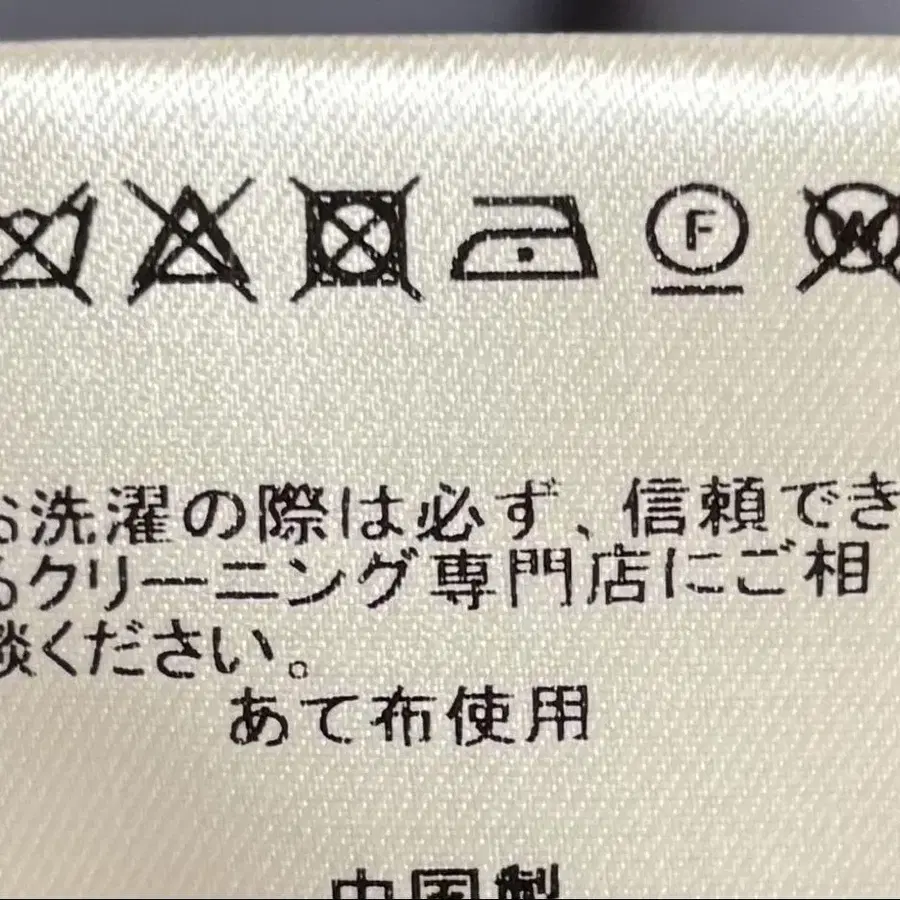 F W
お洗濯の際は必ず、信頼でき
るクリーニング専門店にご相
談ください。
あて布使用
中国製